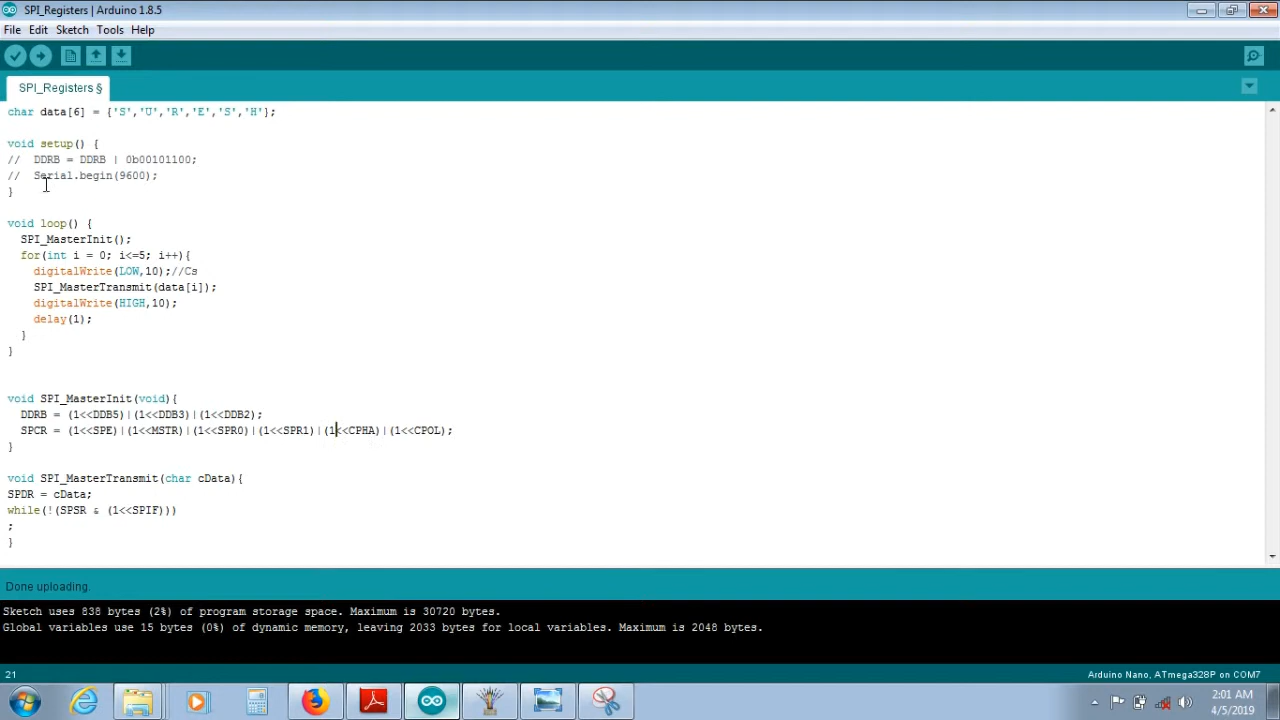 SPI_Registers | Arduino 1.8.5
File Edit Sketch Tools Help
SPI_Registers §
char data[6] = {'S','U','R','E','S','H'};
void setup() {
//  DDRB = DDRB | 0b00101100;
//  Serial.begin(9600);
}
void loop() {
  SPI_MasterInit();
  for(int i = 0; i<=5; i++){
    digitalWrite(LOW,10);//Cs
    SPI_MasterTransmit(data[i]);
    digitalWrite(HIGH,10);
    delay(1);
  }
}
void SPI_MasterInit(void){
  DDRB = (1<<DDB5)|(1<<DDB3)|(1<<DDB2);
  SPCR = (1<<SPE)|(1<<MSTR)|(1<<SPR0)|(1<<SPR1)|(1<<CPHA)|(1<<CPOL);
}
void SPI_MasterTransmit(char cData){
SPDR = cData;
while(!(SPSR & (1<<SPIF)))
;
}
Done uploading.
Sketch uses 838 bytes (2%) of program storage space. Maximum is 30720 bytes.
Global variables use 15 bytes (0%) of dynamic memory, leaving 2033 bytes for local variables. Maximum is 2048 bytes.
21 Arduino Nano, ATmega328P on COM7
2:01 AM
4/5/2019